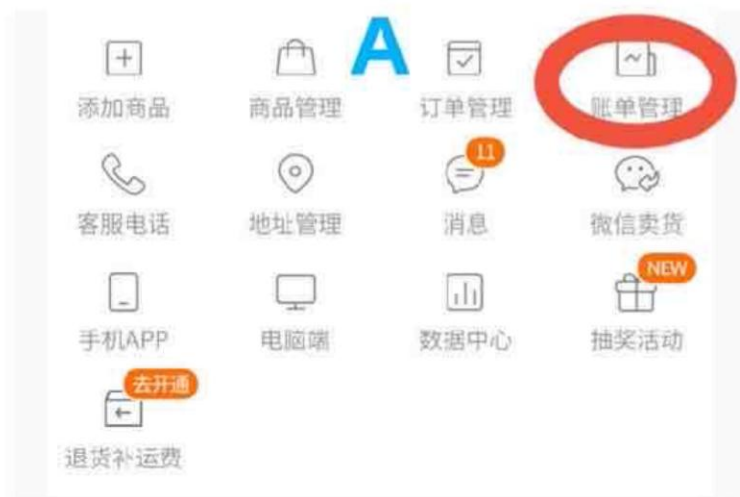 A
添加商品 商品管理 订单管理 账单管理
11
客服电话 地址管理 消息 微信卖货
NEW
手机APP 电脑端 数据中心 抽奖活动
去开通
退货补运费